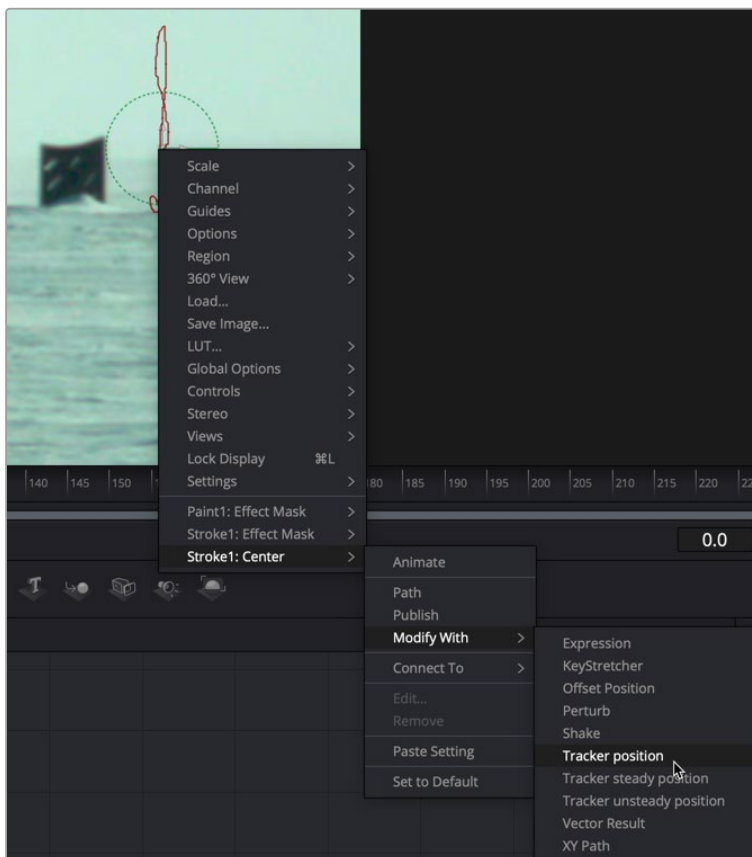 Scale
Channel
Guides
Options
Region
360° View
Load...
Save Image...
LUT...
Global Options
Controls
Stereo
Views
Lock Display ⌘L
Settings
140 145 150 180 185 190 195 200 205 210 215 220
Paint1: Effect Mask
Stroke1: Effect Mask
Stroke1: Center
0.0
T
Animate
Path
Publish
Modify With
Connect To
Edit...
Remove
Paste Setting
Set to Default
Expression
KeyStretcher
Offset Position
Perturb
Shake
Tracker position
Tracker steady position
Tracker unsteady position
Vector Result
XY Path